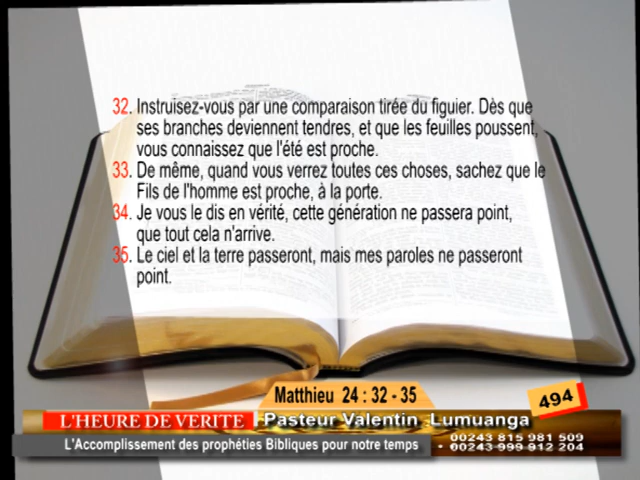 32. Instruisez-vous par une comparaison tirée du figuier. Dès que
ses branches deviennent tendres, et que les feuilles poussent,
vous connaissez que l'été est proche.
33. De même, quand vous verrez toutes ces choses, sachez que le
Fils de l'homme est proche, à la porte.
34. Je vous le dis en vérité, cette génération ne passera point,
que tout cela n'arrive.
35. Le ciel et la terre passeront, mais mes paroles ne passeront
point.
Matthieu 24 : 32 - 35
494
L'HEURE DE VERITE Pasteur Valentin Lumuanga
L'Accomplissement des prophéties Bibliques pour notre temps
00243 815 981 509
- 00243 999 912 204